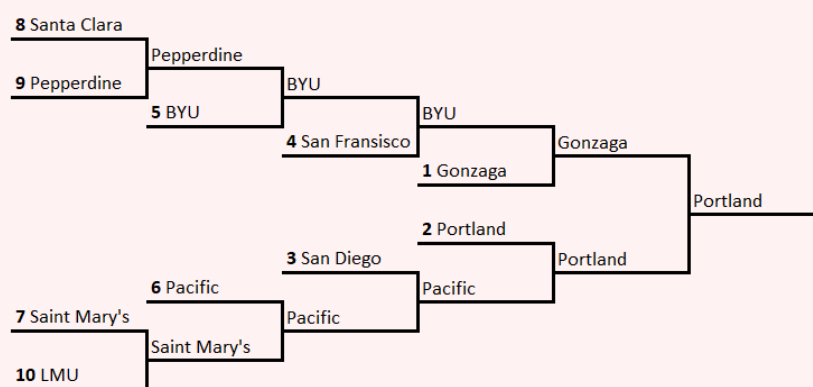 8 Santa Clara
Pepperdine
9 Pepperdine
BYU
5 BYU
BYU
4 San Fransisco
Gonzaga
1 Gonzaga
Portland
2 Portland
3 San Diego
Portland
6 Pacific
Pacific
7 Saint Mary's
Pacific
Saint Mary's
10 LMU